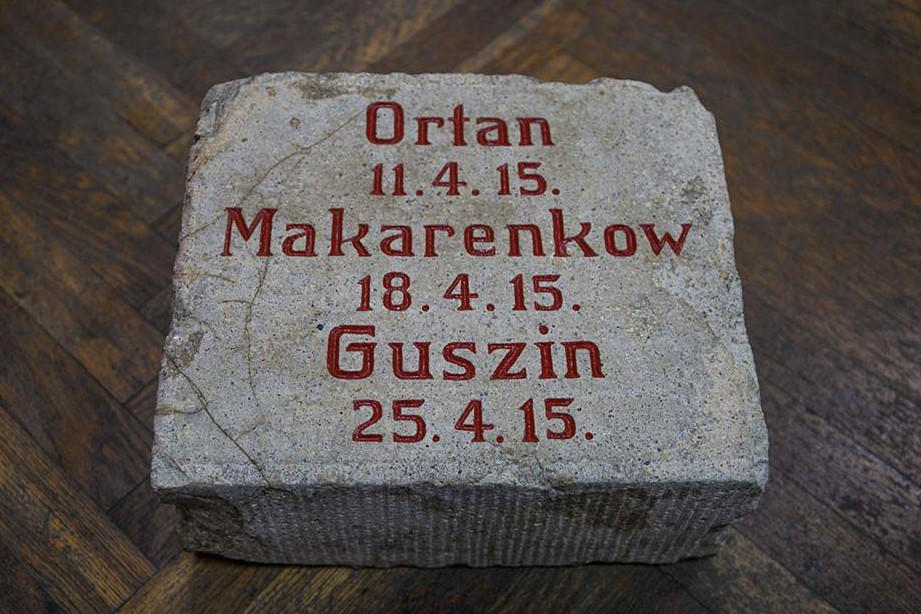 Ortan
11.4.15.
Makarenkow
18.4.15.
Guszin
25.4.15.